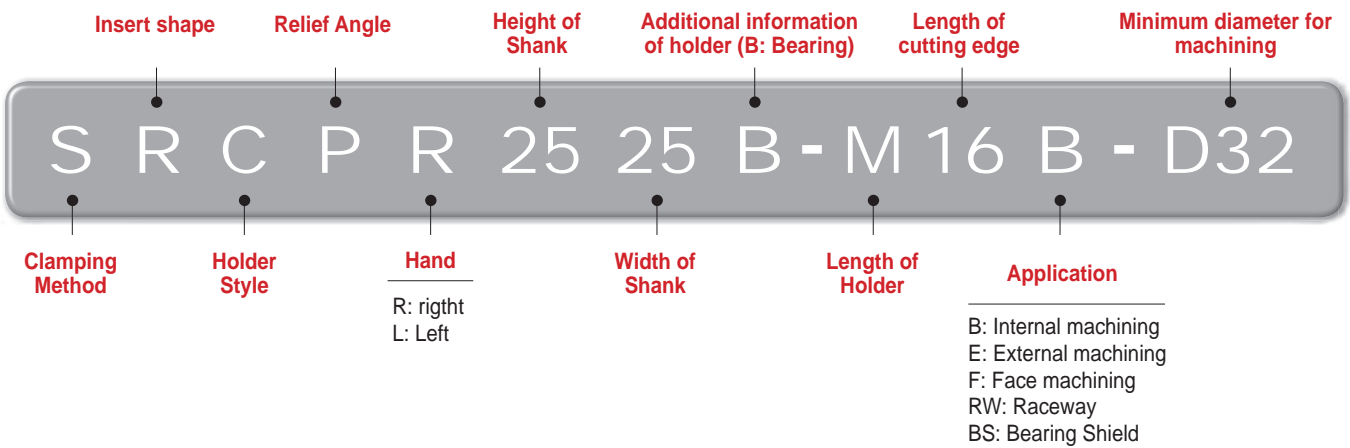 Insert shape
Relief Angle
Height of
Shank
Additional information
of holder (B: Bearing)
Length of
cutting edge
Minimum diameter for
machining
S R C P R 25 25 B - M 16 B - D32
Clamping
Method
Holder
Style
Hand
R: rigtht
L: Left
Width of
Shank
Length of
Holder
Application
B: Internal machining
E: External machining
F: Face machining
RW: Raceway
BS: Bearing Shield